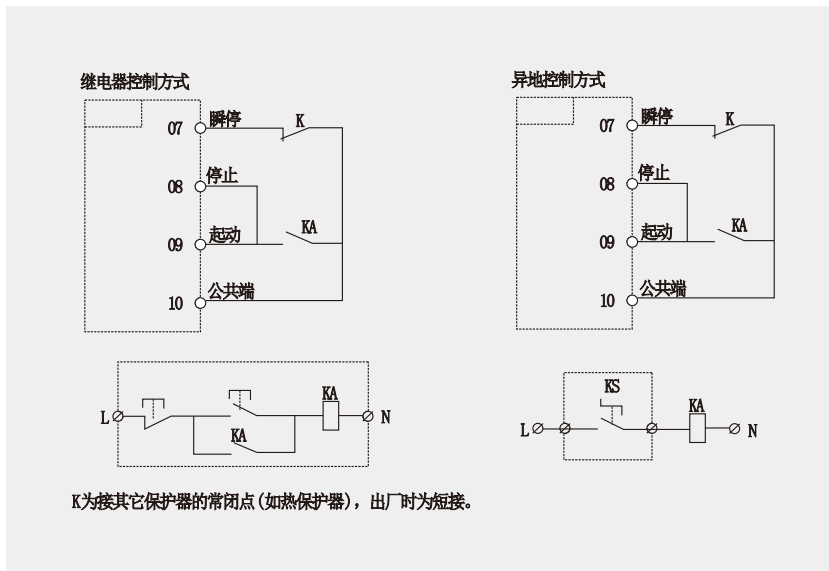 继电器控制方式
07 瞬停 K
08 停止
09 起动 KA
10 公共端
L KA N
KA
异地控制方式
07 瞬停 K
08 停止
09 起动 KA
10 公共端
KS
L KA N
K为接其它保护器的常闭点(如热保护器)，出厂时为短接。